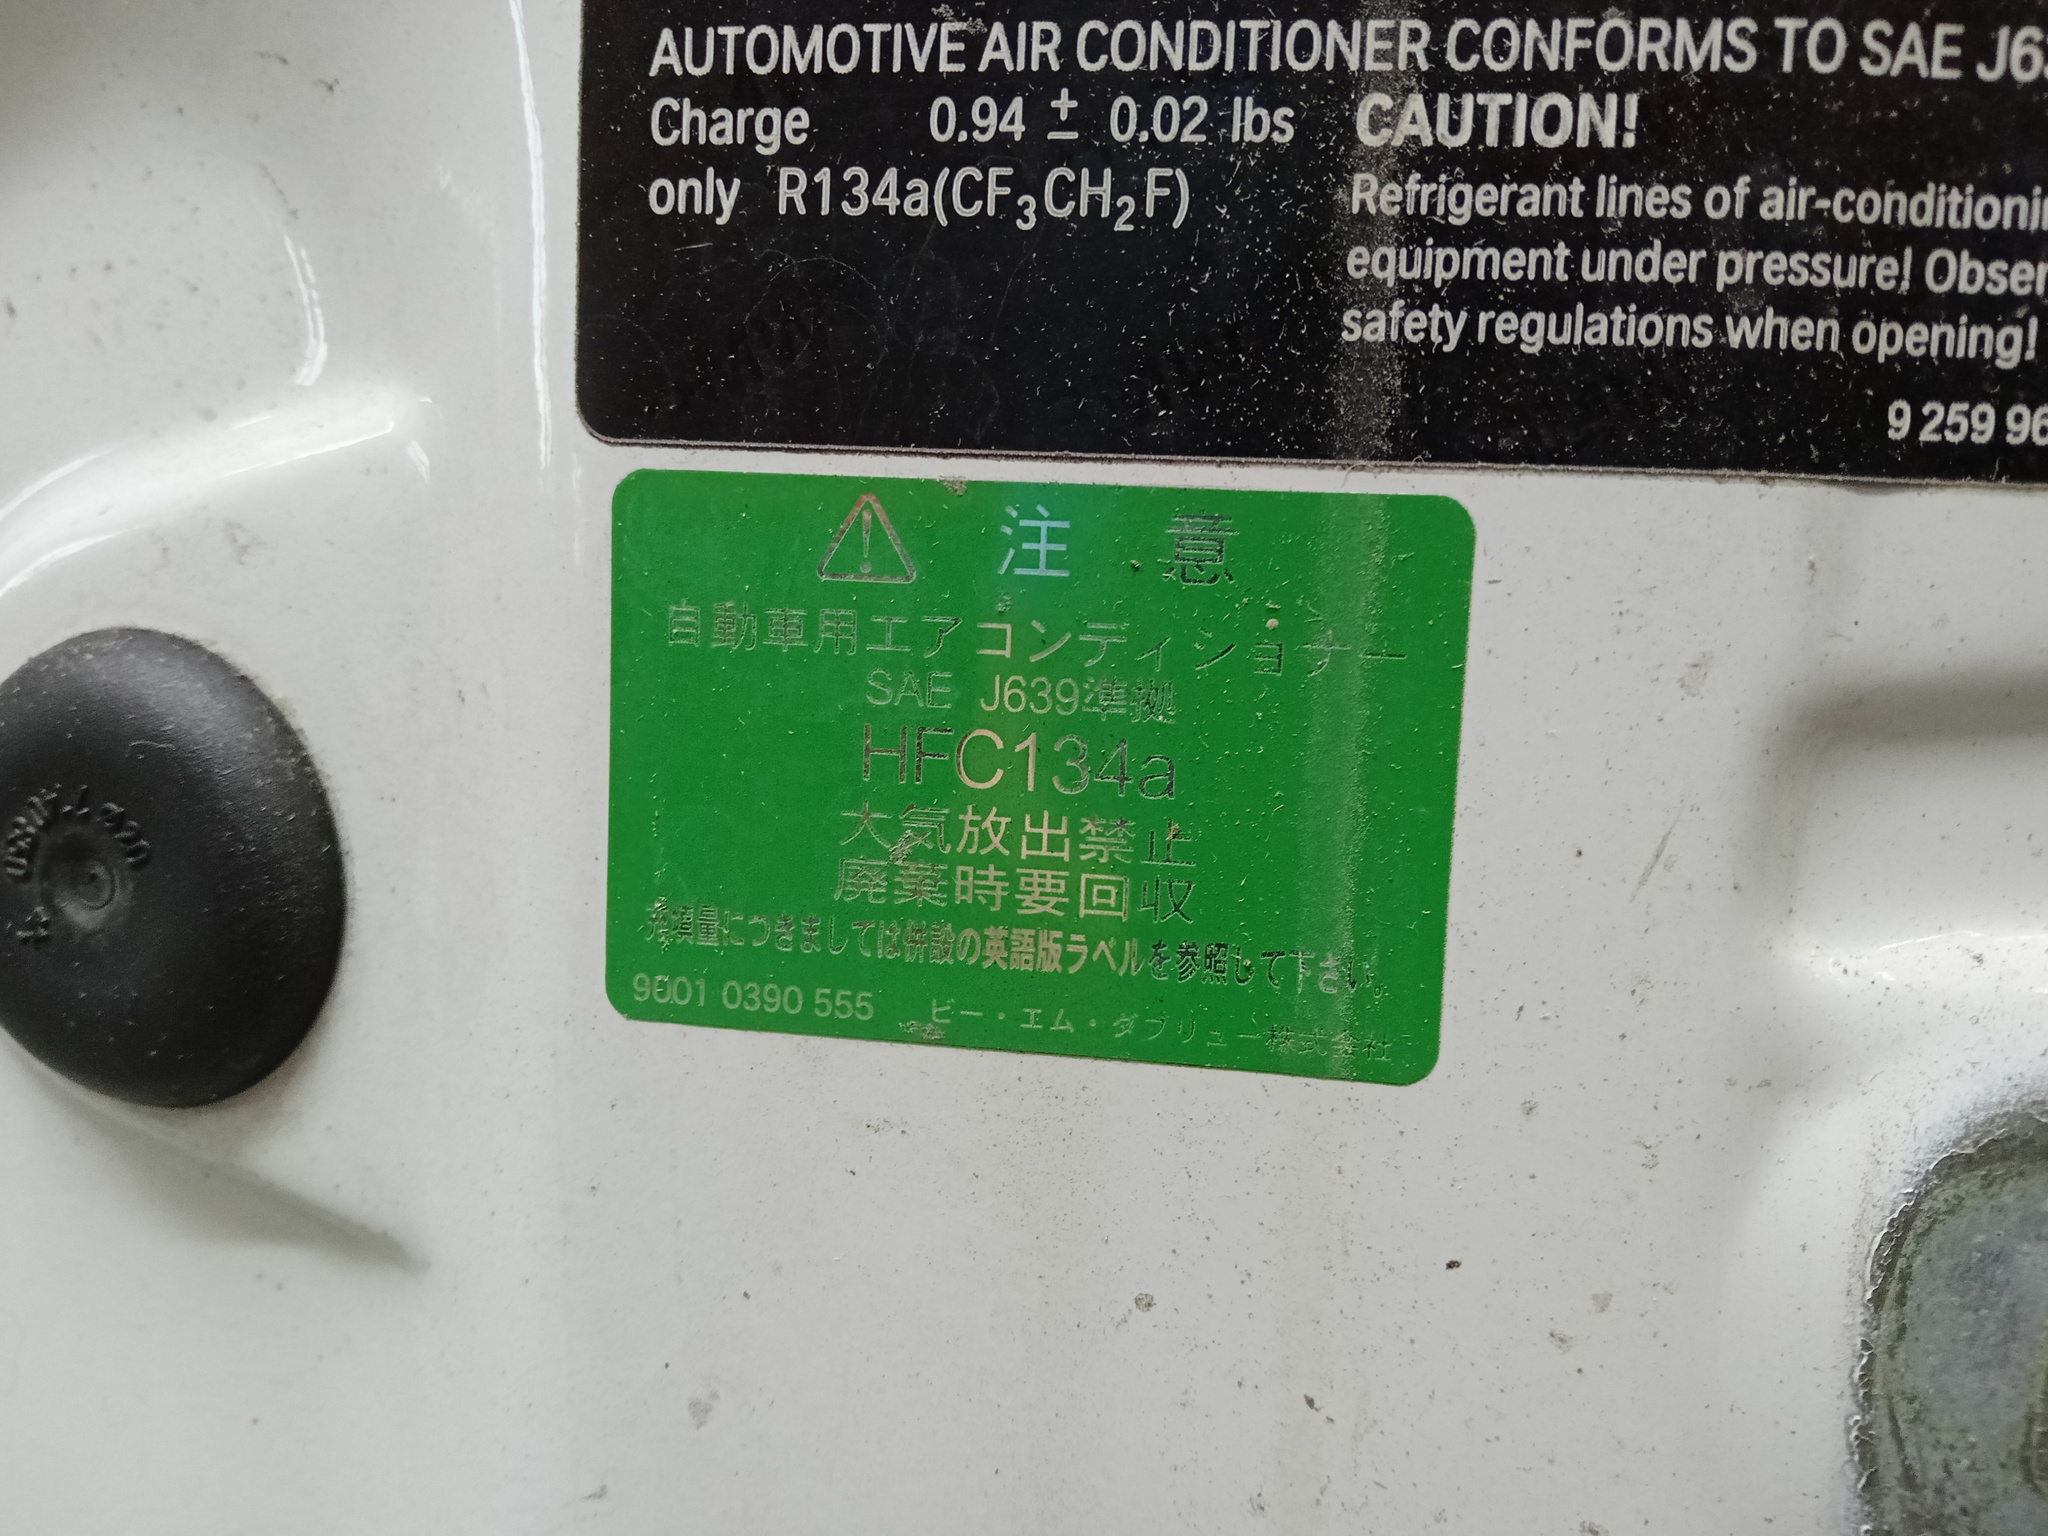 AUTOMOTIVE AIR CONDITIONER CONFORMS TO SAE
Charge 0.94 ± 0.02 lbs
only R134a(CF₃CH₂F)
CAUTION!
Refrigerant lines of
equipment under pressure!
safety regulations when opening!
9 259
注 意
自動車用エアコンディショナー
SAE J639準拠
HFC134a
大気放出禁止
廃棄時要回収
充填量につきましては併設の英語版ラベルを参照して下さい。
9001 0390 555 ビー・エム・ダブリュー株式会社